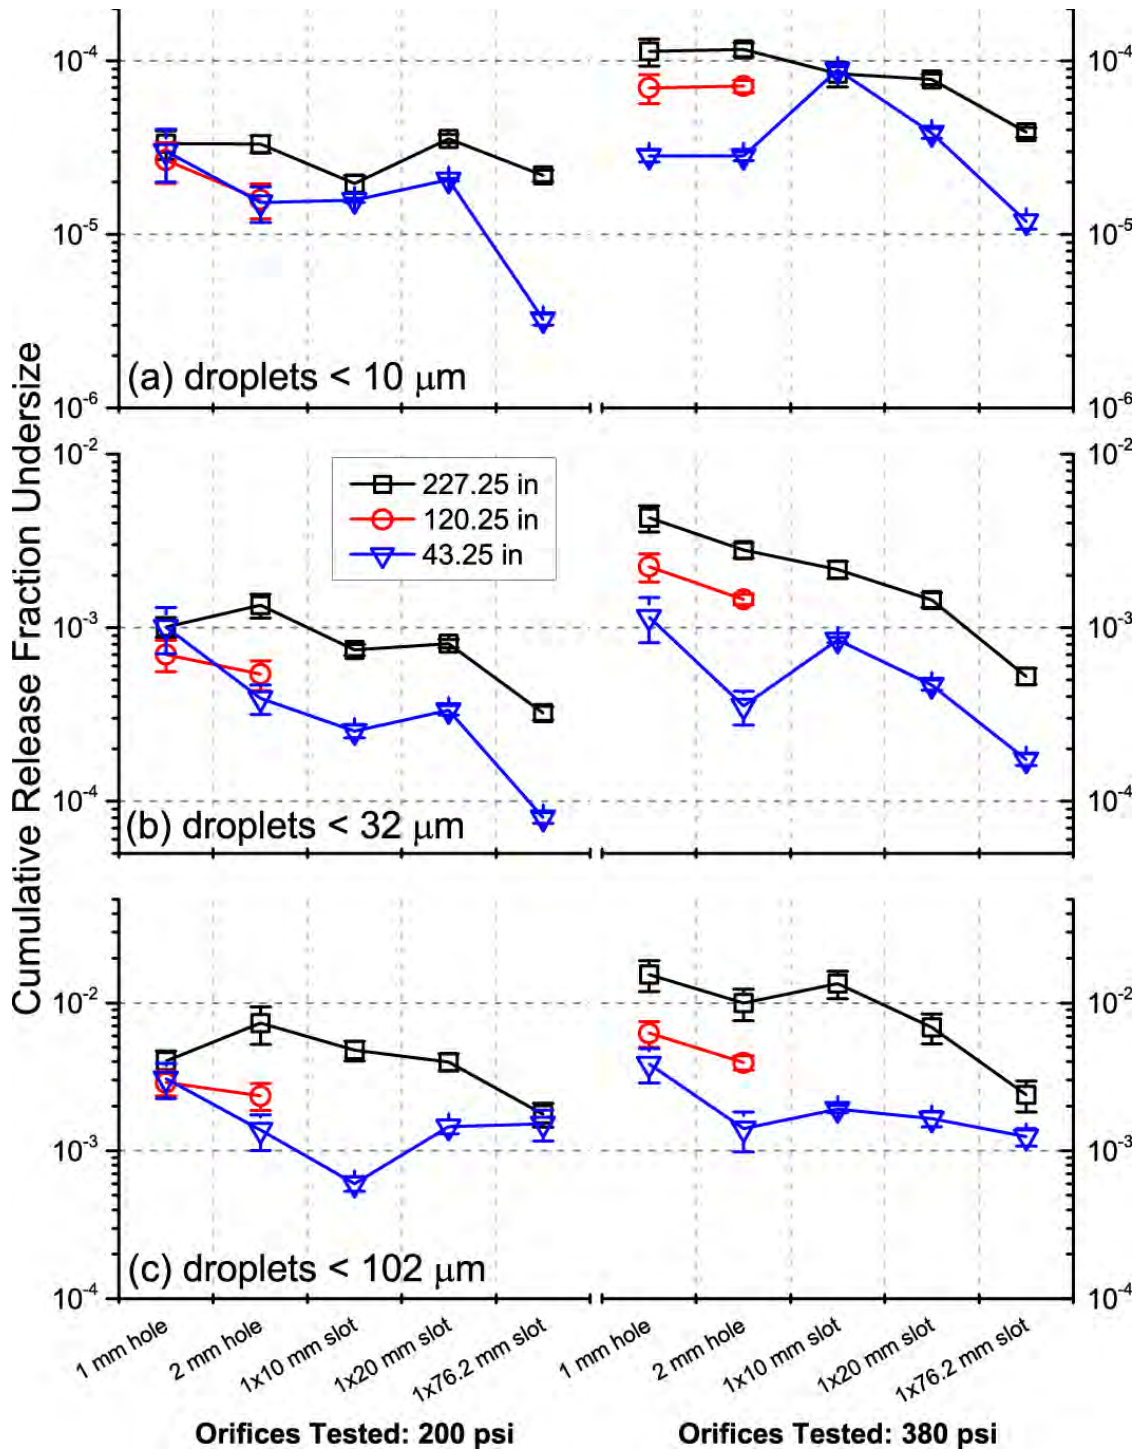 Cumulative Release Fraction Undersize
10⁻⁴
10⁻⁵
10⁻⁶
10⁻⁴
10⁻⁵
10⁻⁶
(a) droplets < 10 μm
10⁻²
10⁻³
10⁻⁴
10⁻²
10⁻³
10⁻⁴
227.25 in
120.25 in
43.25 in
(b) droplets < 32 μm
10⁻²
10⁻³
10⁻⁴
10⁻²
10⁻³
10⁻⁴
(c) droplets < 102 μm
1 mm hole
2 mm hole
1x10 mm slot
1x20 mm slot
1x76.2 mm slot
1 mm hole
2 mm hole
1x10 mm slot
1x20 mm slot
1x76.2 mm slot
Orifices Tested: 200 psi
Orifices Tested: 380 psi